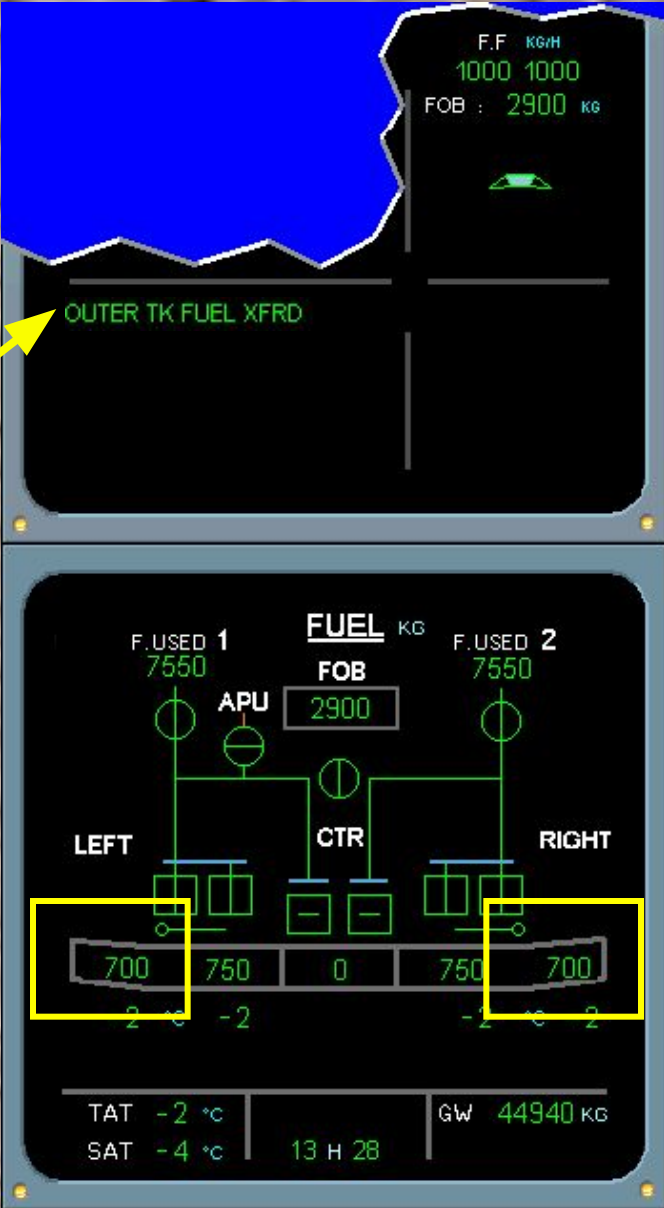 F.F KG/H
1000 1000
FOB : 2900 KG
OUTER TK FUEL XFRD
FUEL KG
F.USED 1
F.USED 2
7550
FOB
7550
APU
2900
LEFT
CTR
RIGHT
700 750 0 750 700
-2 °C -2
-2 °C -2
TAT -2 °C
GW 44940 KG
SAT -4 °C
13 H 28